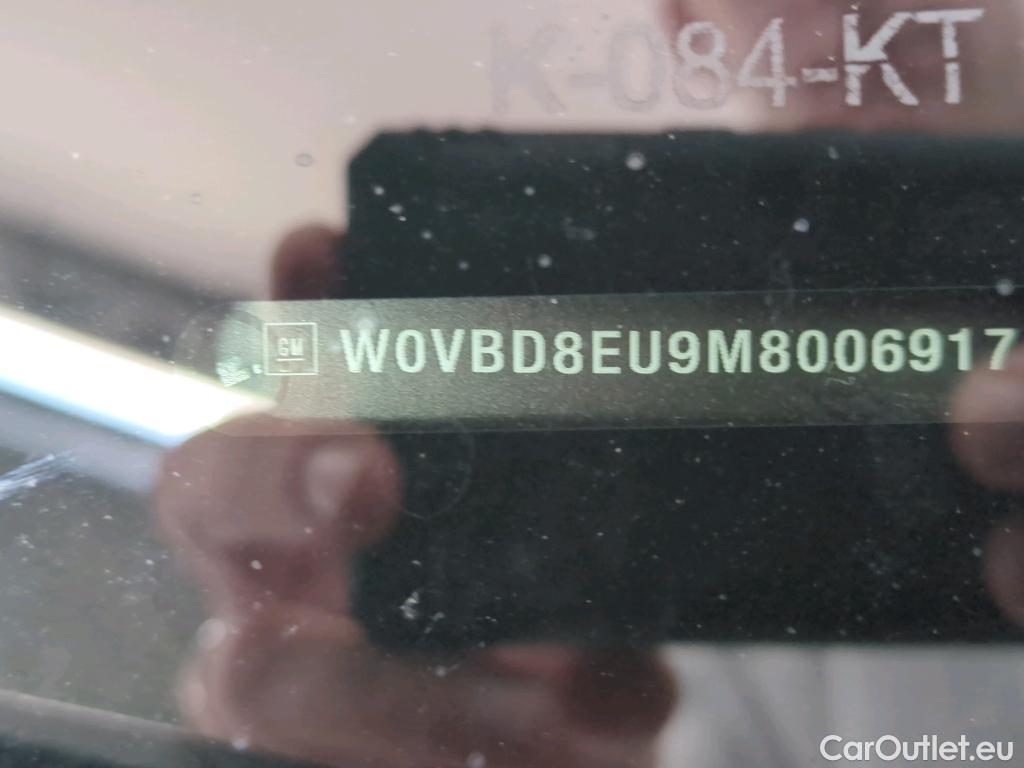 K-084-KT
GM
W0VBD8EU9M8006917
CarOutlet.eu